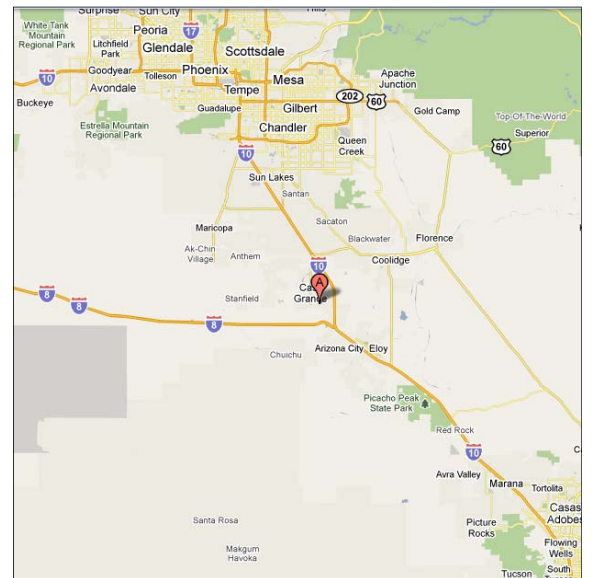 Surprise
Sun City
Hills
White Tank
Mountain
Regional Park
Peoria
17
Litchfield
Park
Glendale
Scottsdale
10
Goodyear
Tolleson
Phoenix
Mesa
Apache
Junction
Avondale
Tempe
202
60
Buckeye
Guadalupe
Gilbert
Gold Camp
Top-Of-The-World
Estrella Mountain
Regional Park
Chandler
Superior
Queen
Creek
60
10
Sun Lakes
Santan
Maricopa
Sacaton
Blackwater
Florence
Ak-Chin
Village
Anthem
Coolidge
10
A
Grande
8
8
Stanfield
8
Arizona City
Eloy
Chuichu
Picacho Peak
State Park
Red Rock
10
Avra Valley
Marana
Tortolita
Casas
Adobes
Santa Rosa
Picture
Rocks
Flowing
Wells
Makgum
Havoka
Tucson
South